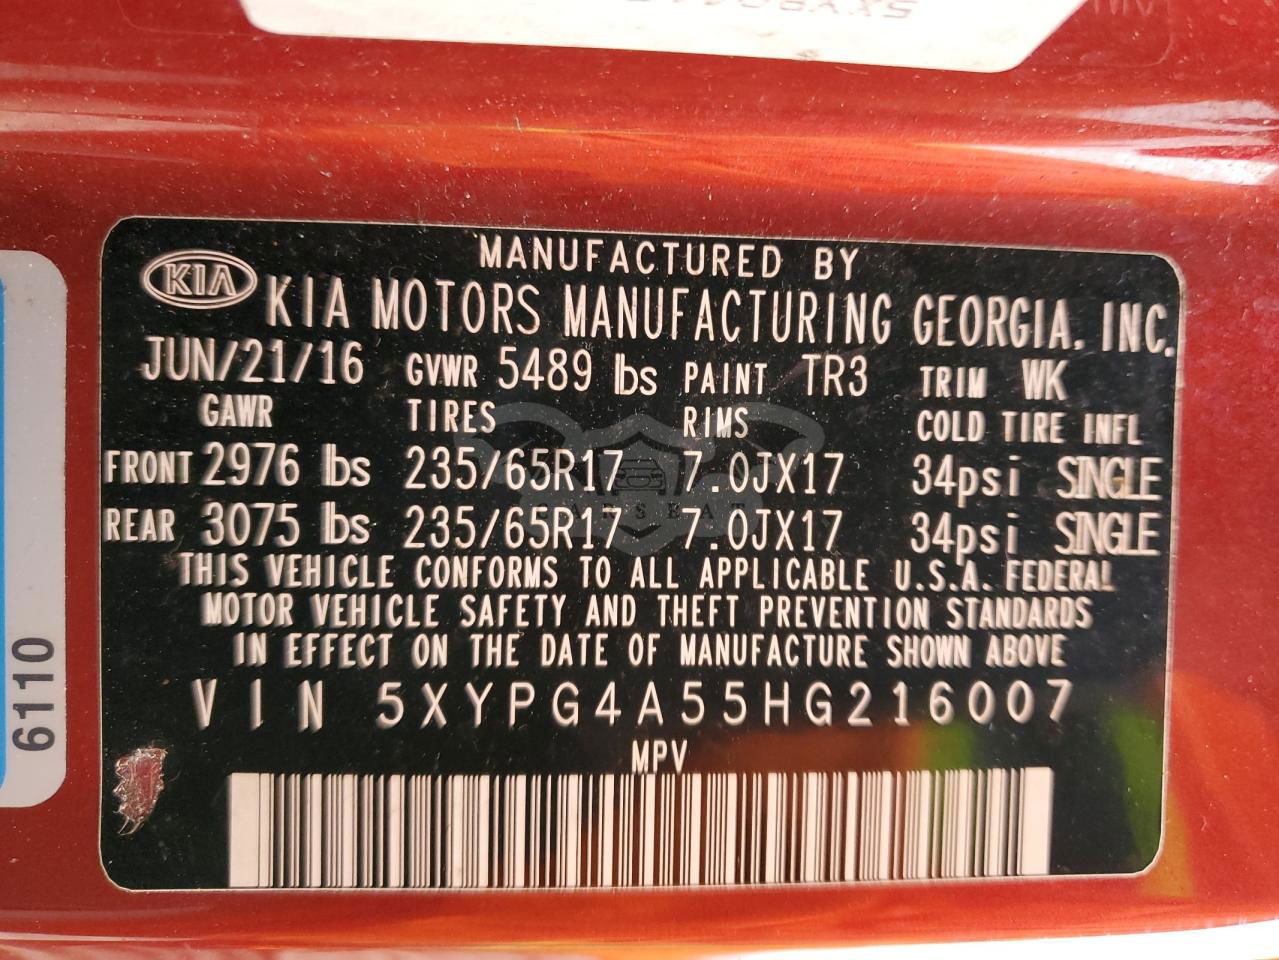 KIA
MANUFACTURED BY
KIA MOTORS MANUFACTURING GEORGIA, INC.
JUN/21/16 GVWR 5489 lbs PAINT TR3 TRIM WK
GAWR TIRES RIMS COLD TIRE INFL
FRONT 2976 lbs 235/65R17 7.0JX17 34psi SINGLE
REAR 3075 lbs 235/65R17 7.0JX17 34psi SINGLE
THIS VEHICLE CONFORMS TO ALL APPLICABLE U.S.A. FEDERAL
MOTOR VEHICLE SAFETY AND THEFT PREVENTION STANDARDS
IN EFFECT ON THE DATE OF MANUFACTURE SHOWN ABOVE
VIN 5XYPG4A55HG216007
MPV
6110
CARSEAT